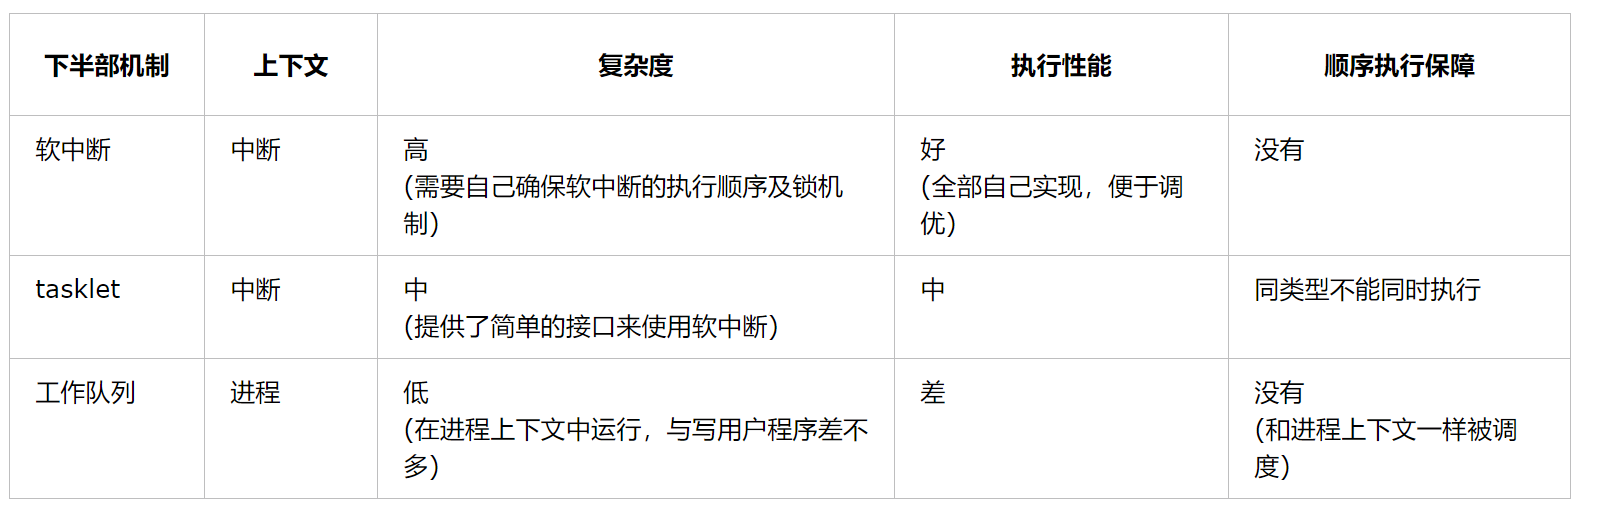 下半部机制 上下文 复杂度 执行性能 顺序执行保障
软中断 中断 高 好 没有
(需要自己确保软中断的执行顺序及锁机 (全部自己实现，便于调
制) 优)
tasklet 中断 中 中 同类型不能同时执行
(提供了简单的接口来使用软中断)
工作队列 进程 低 差 没有
(在进程上下文中运行，与写用户程序差不 (和进程上下文一样被调
多) 度)